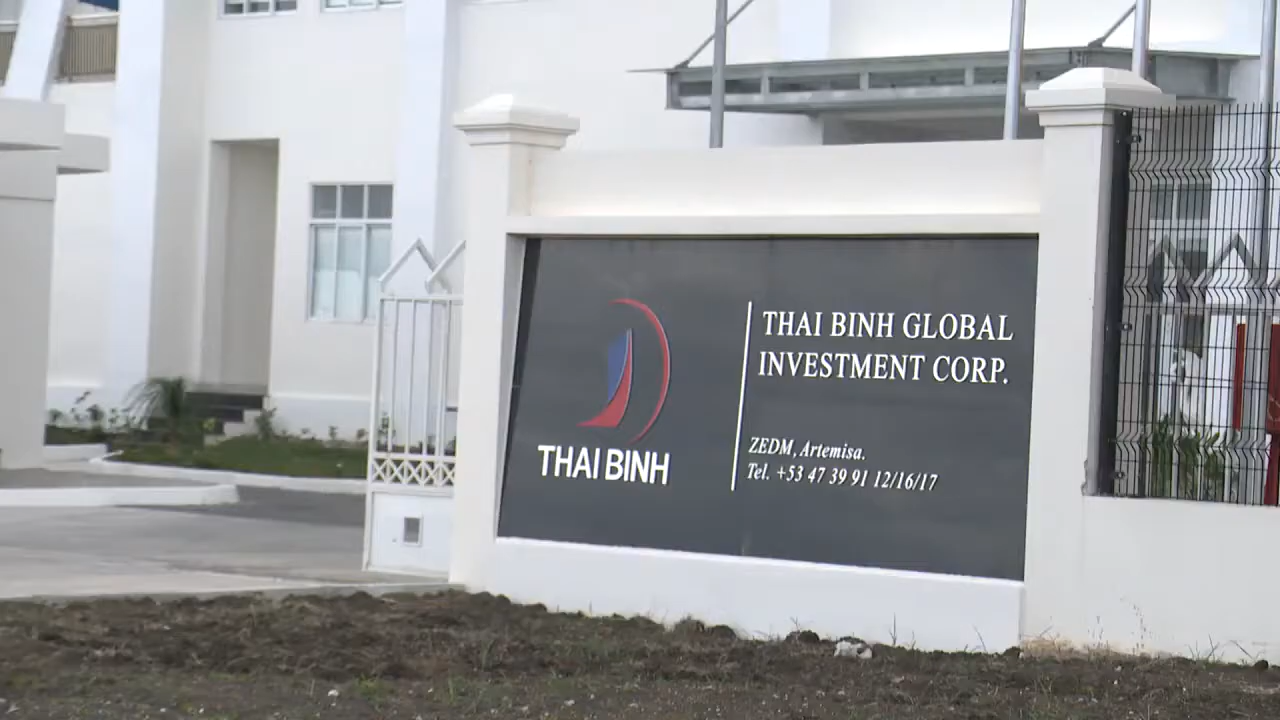 THAI BINH
THAI BINH GLOBAL
INVESTMENT CORP.
ZEDM, Artemisa.
Tel. +53 47 39 91 12/16/17